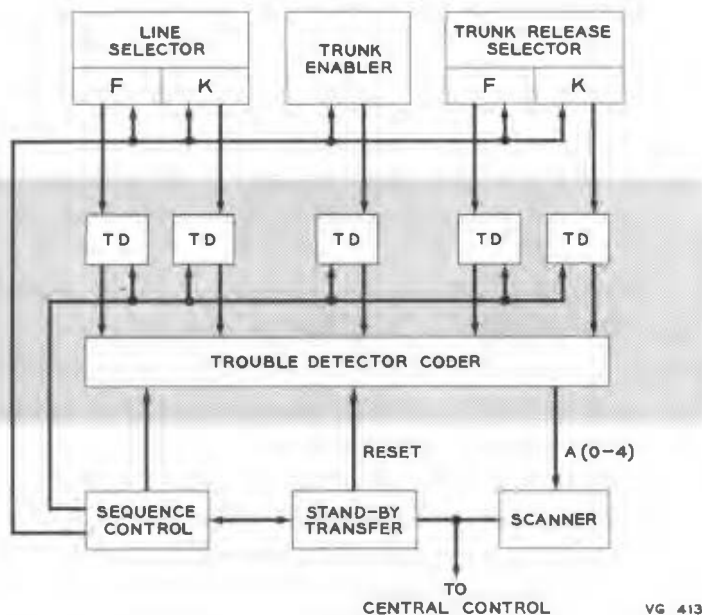 LINE
SELECTOR
F K
TRUNK
ENABLER
TRUNK RELEASE
SELECTOR
F K
TD TD TD TD TD
TROUBLE DETECTOR CODER
RESET
A (0-4)
SEQUENCE
CONTROL
STAND-BY
TRANSFER
SCANNER
TO
CENTRAL CONTROL
VG 413